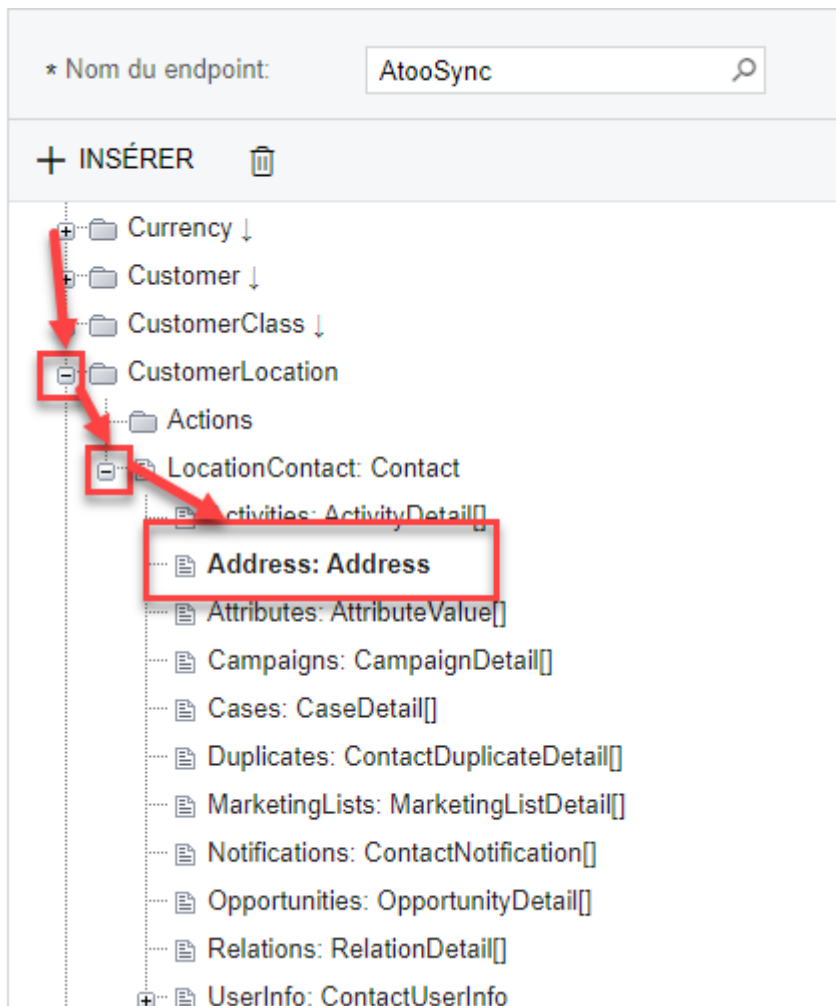 * Nom du endpoint: AtooSync
+ INSÉRER
Currency ↓
Customer ↓
CustomerClass ↓
CustomerLocation
Actions
LocationContact: Contact
Activities: ActivityDetail[]
Address: Address
Attributes: AttributeValue[]
Campaigns: CampaignDetail[]
Cases: CaseDetail[]
Duplicates: ContactDuplicateDetail[]
MarketingLists: MarketingListDetail[]
Notifications: ContactNotification[]
Opportunities: OpportunityDetail[]
Relations: RelationDetail[]
UserInfo: ContactUserInfo